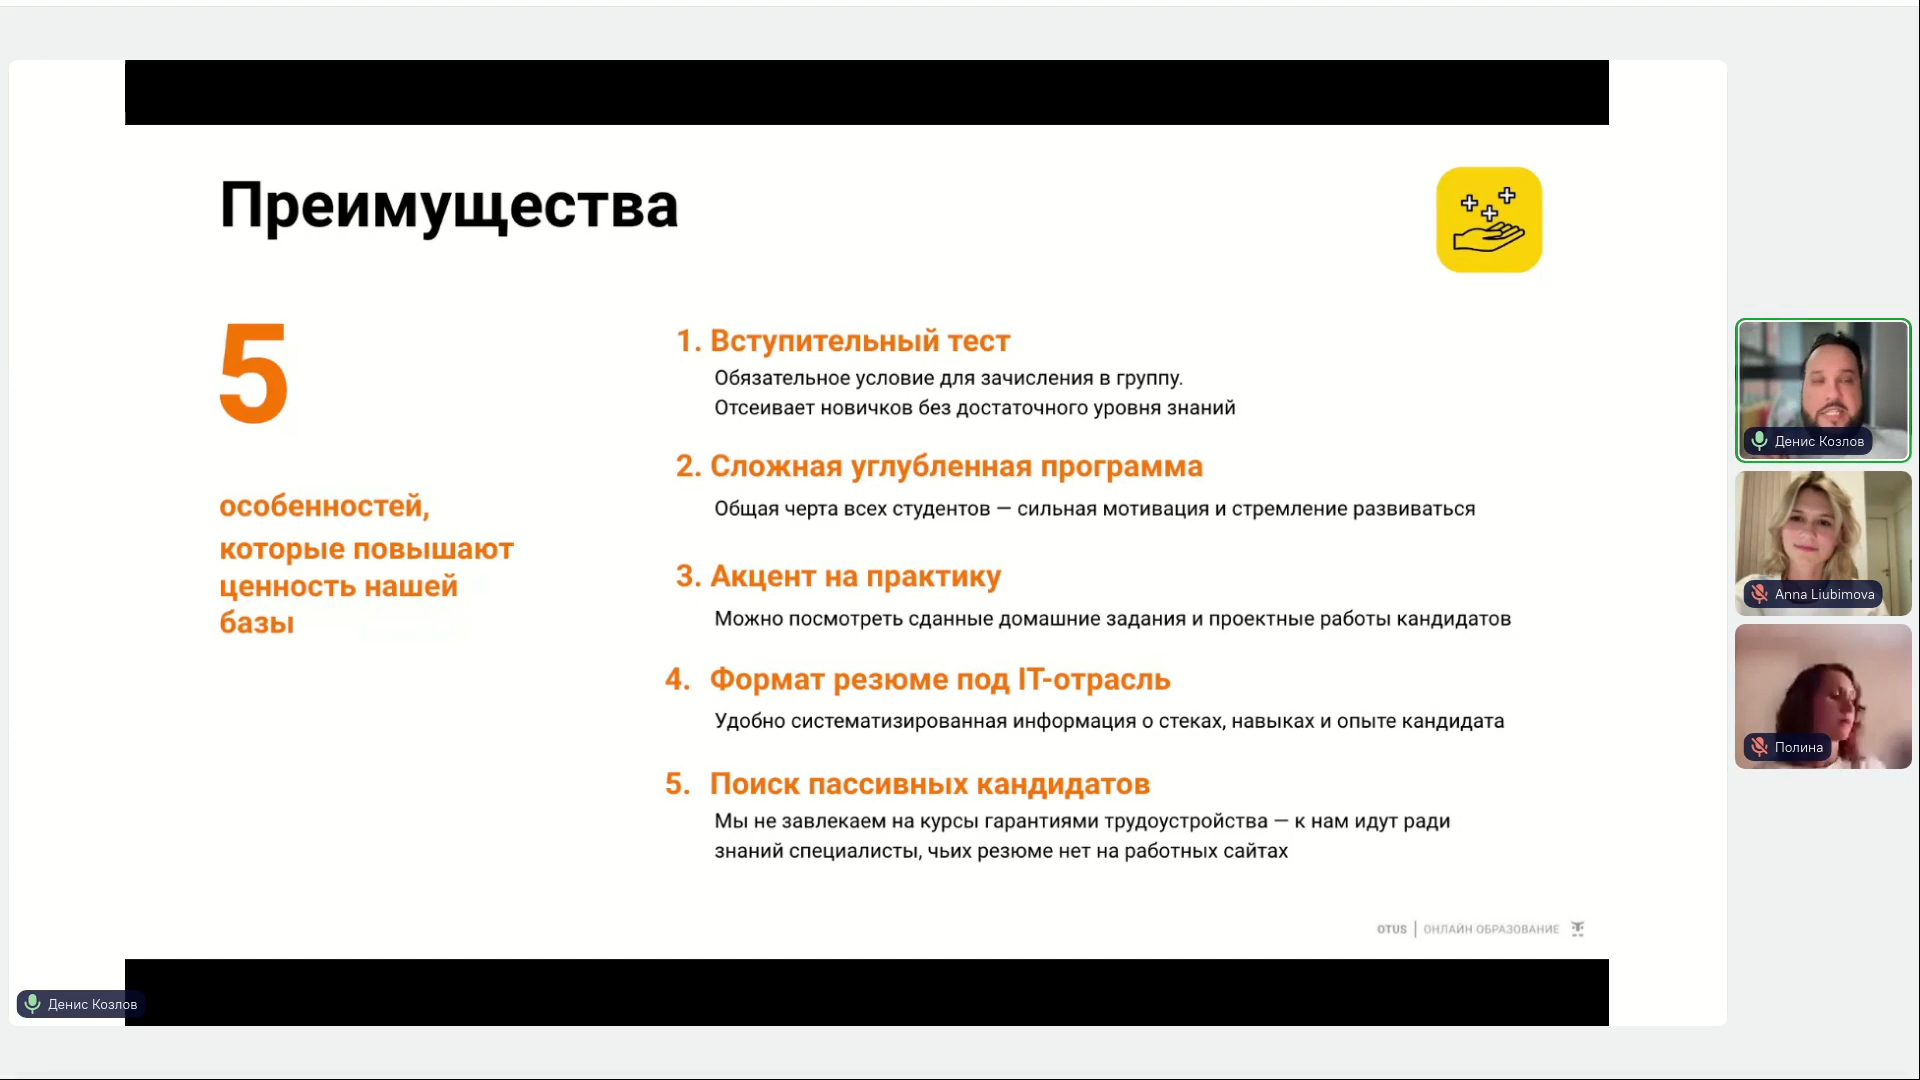 Преимущества
5
особенностей,
которые повышают
ценность нашей
базы
1. Вступительный тест
Обязательное условие для зачисления в группу.
Отсеивает новичков без достаточного уровня знаний
2. Сложная углубленная программа
Общая черта всех студентов — сильная мотивация и стремление развиваться
3. Акцент на практику
Можно посмотреть сданные домашние задания и проектные работы кандидатов
4. Формат резюме под IT-отрасль
Удобно систематизированная информация о стеках, навыках и опыте кандидата
5. Поиск пассивных кандидатов
Мы не завлекаем на курсы гарантиями трудоустройства — к нам идут ради
знаний специалисты, чьих резюме нет на работных сайтах
OTUS | ОНЛАЙН ОБРАЗОВАНИЕ
Денис Козлов
Денис Козлов
Anna Liubimova
Полина